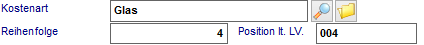 Kostenart Glas
Reihenfolge 4 Position lt. LV. 004